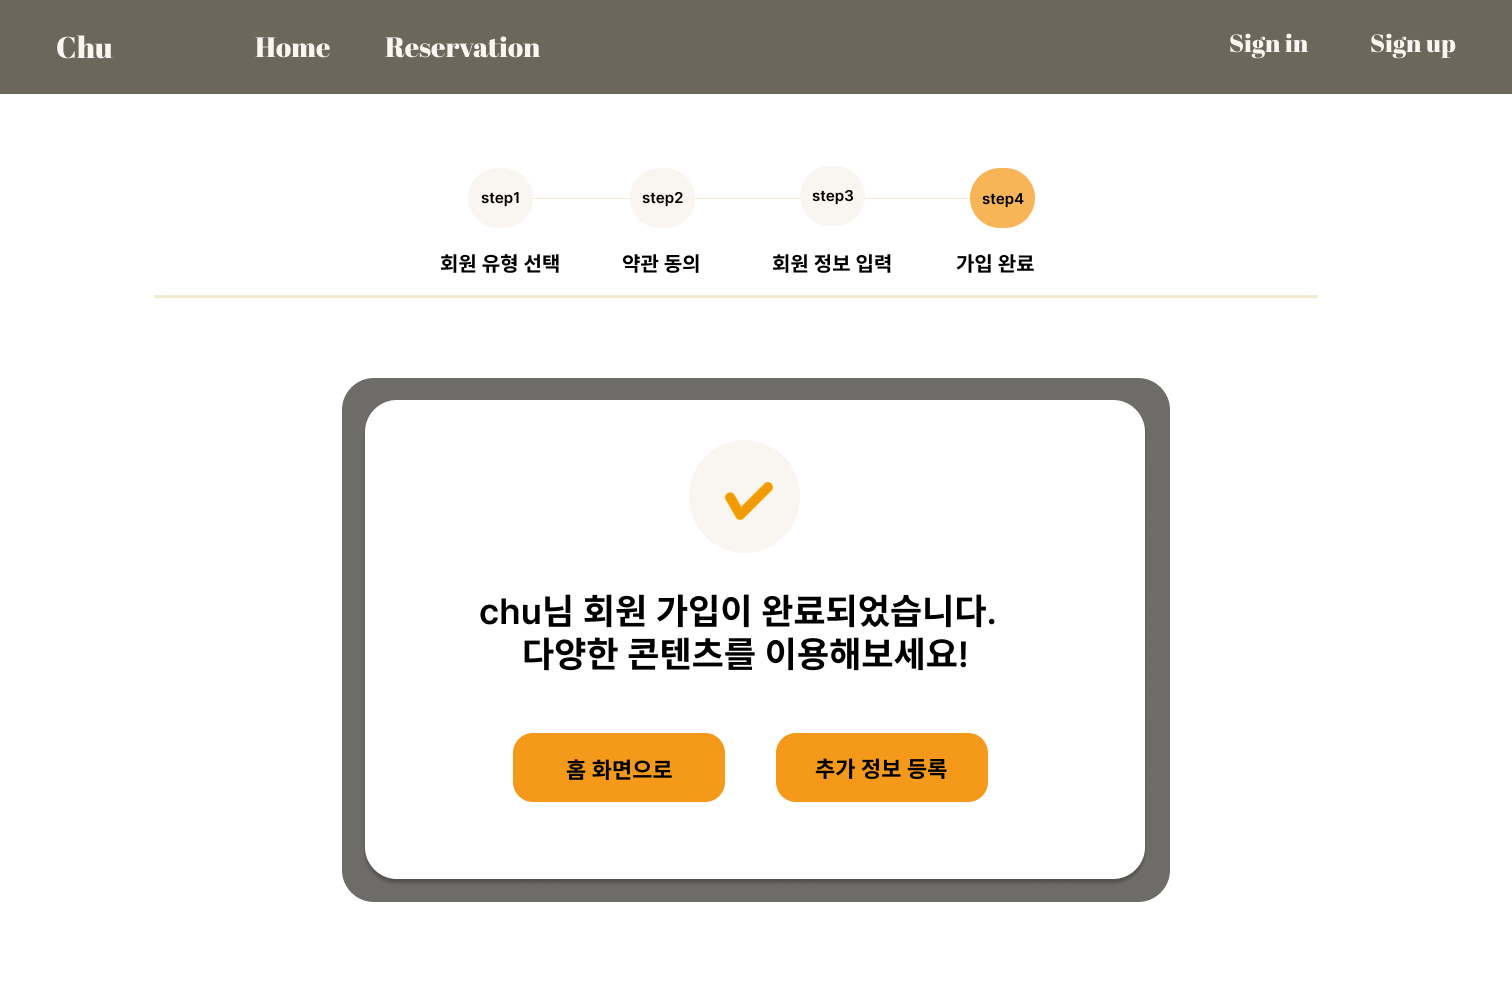 Chu Home Reservation Sign in Sign up
step1 step2 step3 step4
회원 유형 선택 약관 동의 회원 정보 입력 가입 완료
chu님 회원 가입이 완료되었습니다.
다양한 콘텐츠를 이용해보세요!
홈 화면으로 추가 정보 등록